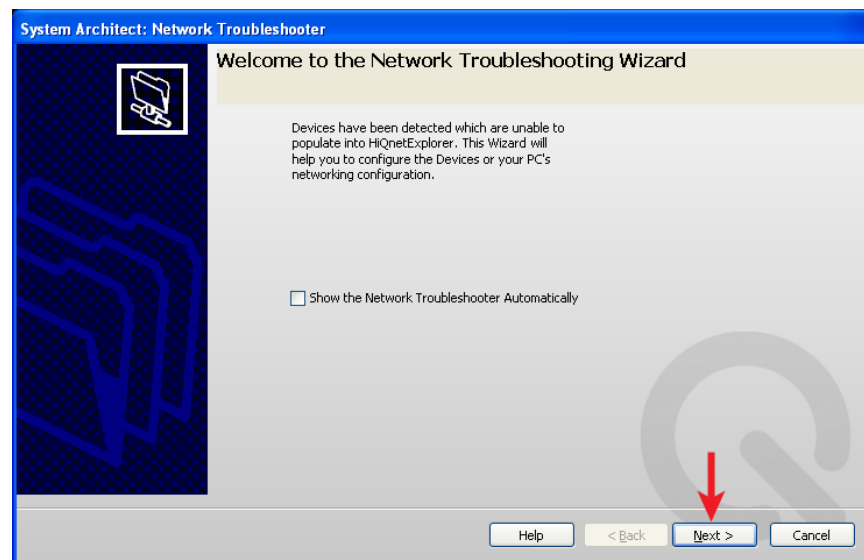 System Architect: Network Troubleshooter
Welcome to the Network Troubleshooting Wizard
Devices have been detected which are unable to
populate into HiQnetExplorer. This Wizard will
help you to configure the Devices or your PC's
networking configuration.
Show the Network Troubleshooter Automatically
Help
< Back
Next >
Cancel